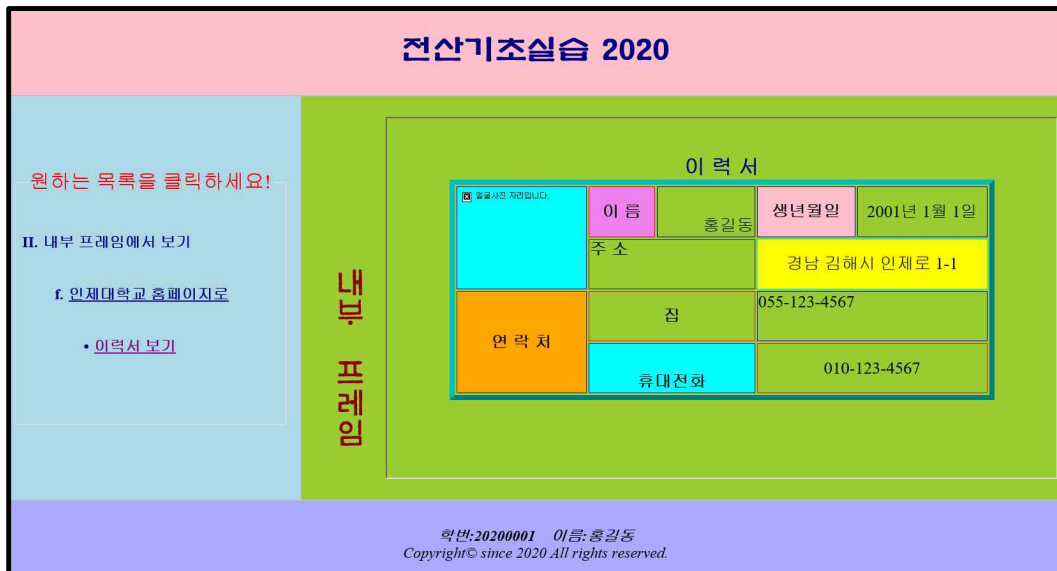 전산기초실습 2020
원하는 목록을 클릭하세요!
II. 내부 프레임에서 보기
f. 인제대학교 홈페이지로
• 이력서 보기
내부 프레임
이 력 서
얼굴사진 자리입니다.
이 름
홍길동
생년월일
2001년 1월 1일
주 소
경남 김해시 인제로 1-1
연 락 처
집
055-123-4567
휴대전화
010-123-4567
학번:20200001 이름:홍길동
Copyright© since 2020 All rights reserved.